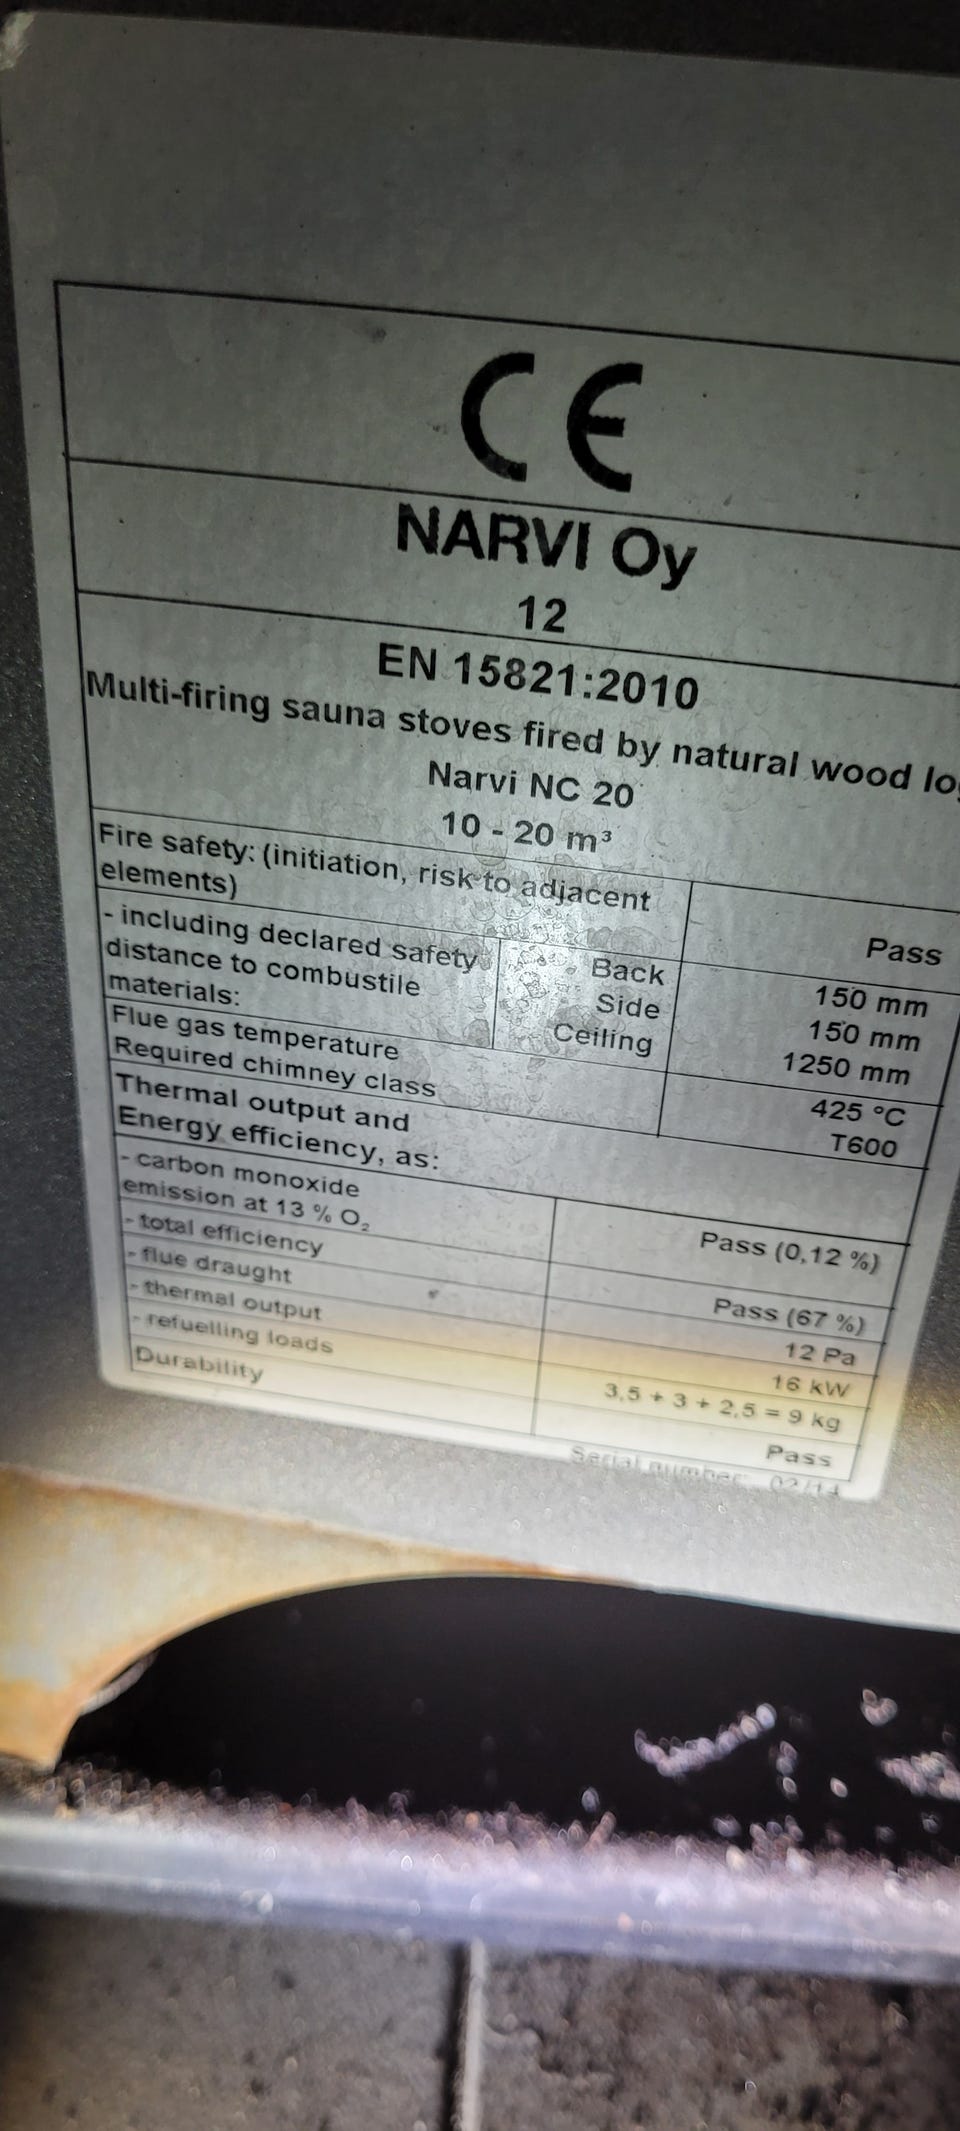 CE
NARVI Oy
12
EN 15821:2010
Multi-firing sauna stoves fired by natural wood
Narvi NC 20
10 - 20 m³
Fire safety: (initiation, risk to adjacent
elements)
Pass
- including declared safety
distance to combustile
materials:
Back
150 mm
Side
150 mm
Ceiling
1250 mm
Flue gas temperature
425 °C
Required chimney class
T600
Thermal output and
Energy efficiency, as:
- carbon monoxide
emission at 13 % O₂
Pass (0,12 %)
- total efficiency
Pass (67 %)
- flue draught
12 Pa
- thermal output
16 kW
- refuelling loads
3,5 + 3 + 2,5 = 9 kg
Durability
Pass
Serial number: 02/14